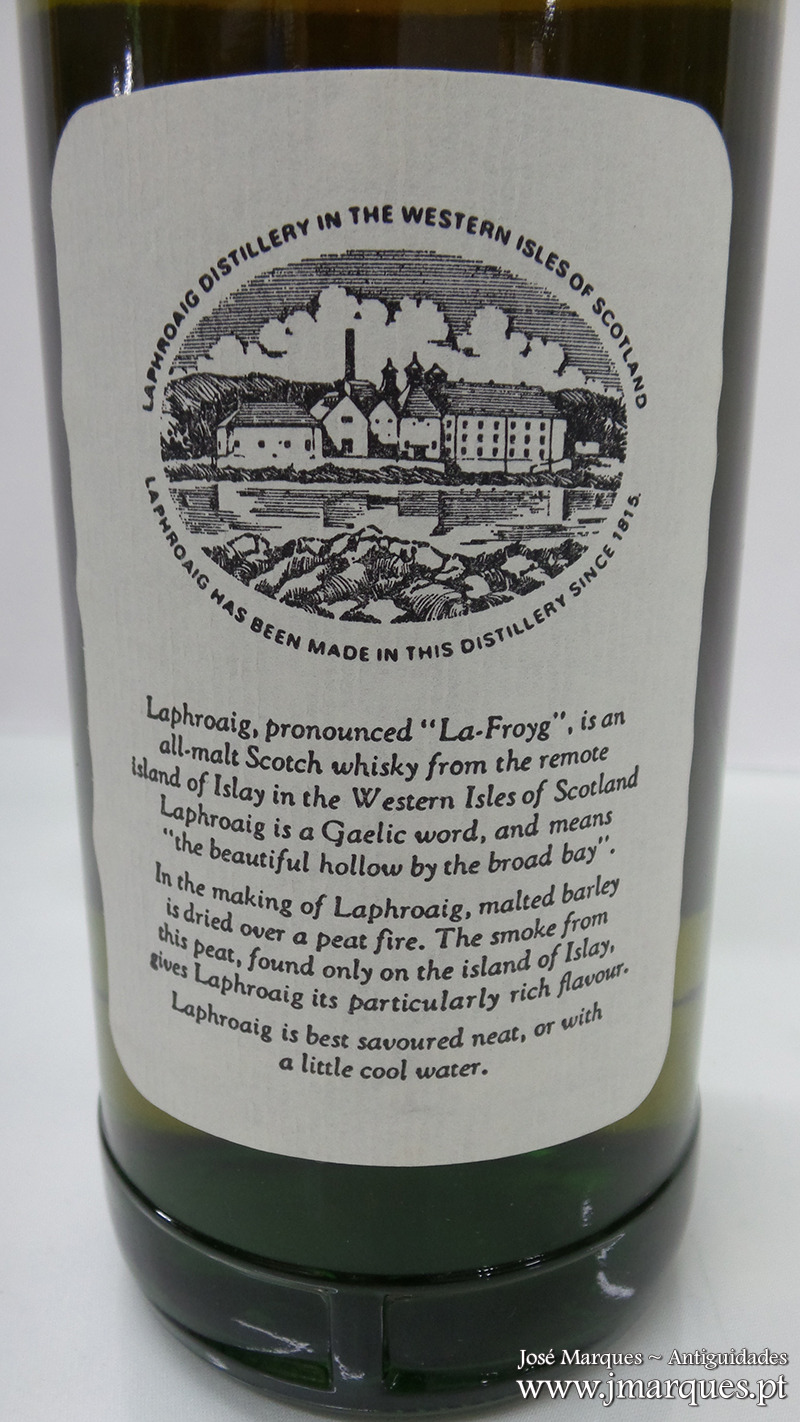 LAPHROAIG DISTILLERY IN THE WESTERN ISLES OF SCOTLAND
LAPHROAIG HAS BEEN MADE IN THIS DISTILLERY SINCE 1815.
Laphroaig, pronounced “La-Froyg”, is an
all-malt Scotch whisky from the remote
island of Islay in the Western Isles of Scotland
Laphroaig is a Gaelic word, and means
“the beautiful hollow by the broad bay”.
In the making of Laphroaig, malted barley
is dried over a peat fire. The smoke from
this peat, found only on the island of Islay,
gives Laphroaig its particularly rich flavour.
Laphroaig is best savoured neat, or with
a little cool water.
José Marques ~ Antiguidades
www.jmarques.pt